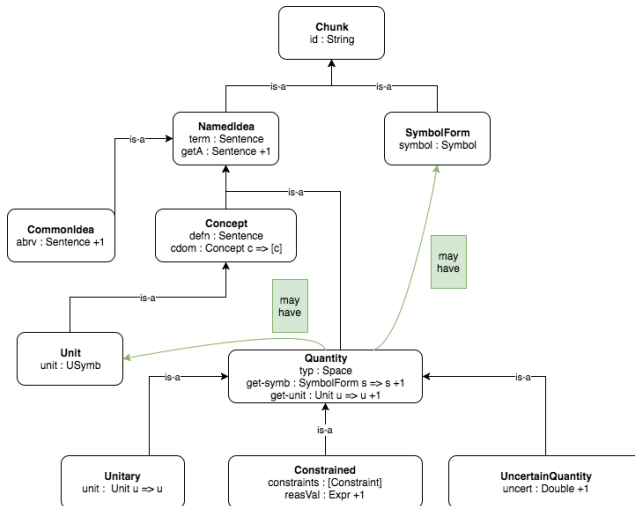 Chunk
id : String
is-a
is-a
NamedIdea
term : Sentence
getA : Sentence +1
SymbolForm
symbol : Symbol
is-a
is-a
CommonIdea
abrv : Sentence +1
Concept
defn : Sentence
cdom : Concept c => [c]
may
have
is-a
may
have
Unit
unit : USymb
Quantity
typ : Space
get-symb : SymbolForm s => s +1
get-unit : Unit u => u +1
is-a
is-a
is-a
Unitary
unit :  Unit u => u
Constrained
constraints : [Constraint]
reasVal : Expr +1
UncertainQuantity
uncert : Double +1